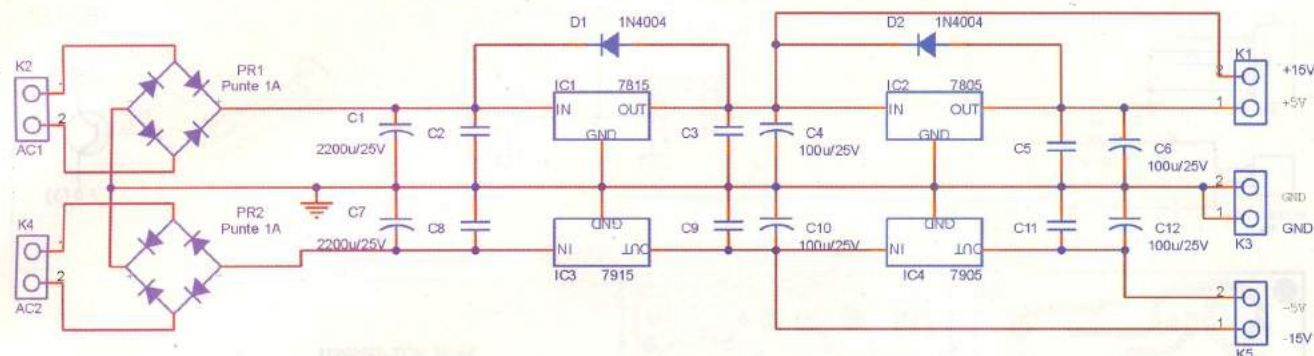 D1 1N4004
D2 1N4004
K1
2 +15V
1 +5V
K2
1
2
AC1
PR1
Punte 1A
C1
2200u/25V
C2
IC1 7815
IN OUT
GND
C3
C4
100u/25V
IC2 7805
IN OUT
GND
C5
C6
100u/25V
2 GND
1 GND
K3
K4
1
2
AC2
PR2
Punte 1A
C7
2200u/25V
C8
GND
IN OUT
IC3 7915
C9
C10
100u/25V
GND
IN OUT
IC4 7905
C11
C12
100u/25V
2 -5V
1 -15V
K5